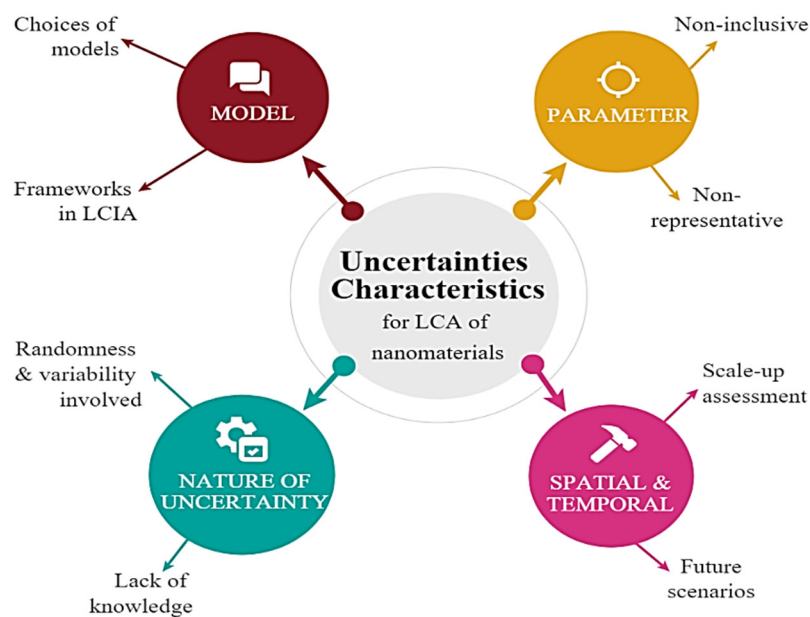 Choices of
models
MODEL
Frameworks
in LCIA
Non-inclusive
PARAMETER
Non-
representative
Uncertainties
Characteristics
for LCA of
nanomaterials
Randomness
& variability
involved
NATURE OF
UNCERTAINTY
Lack of
knowledge
Scale-up
assessment
SPATIAL &
TEMPORAL
Future
scenarios